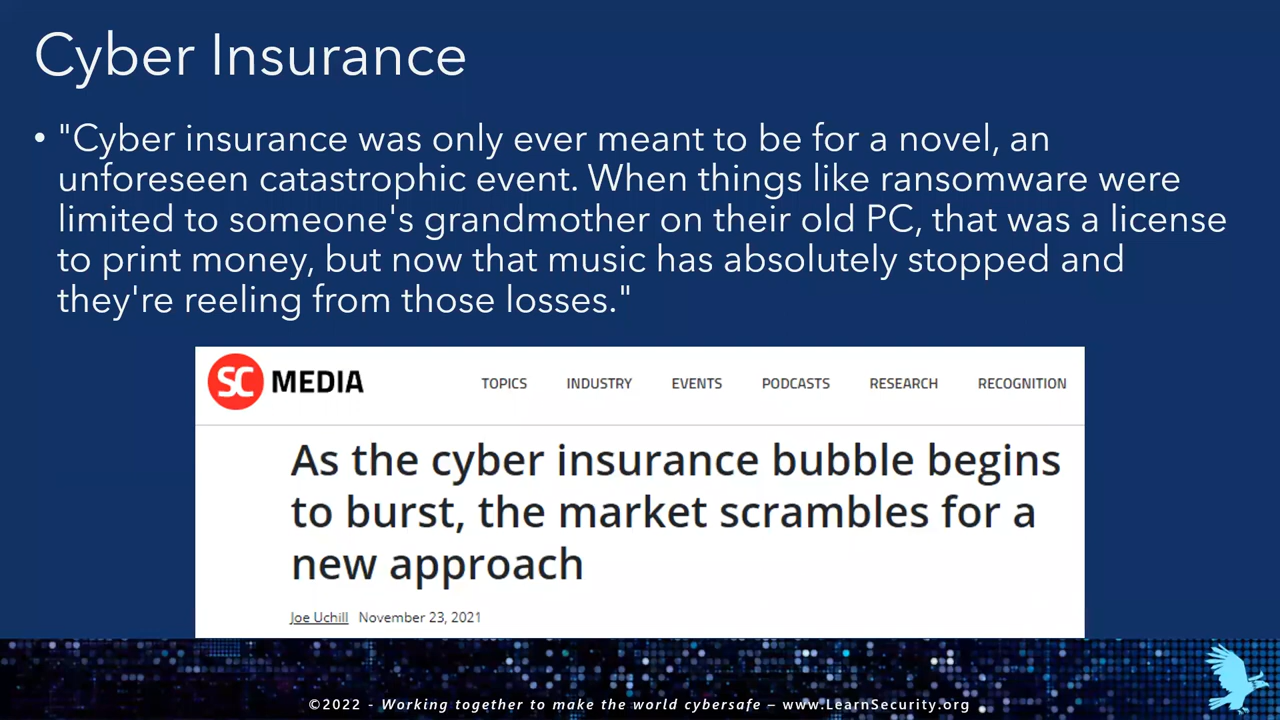 Cyber Insurance
• "Cyber insurance was only ever meant to be for a novel, an
unforeseen catastrophic event. When things like ransomware were
limited to someone's grandmother on their old PC, that was a license
to print money, but now that music has absolutely stopped and
they're reeling from those losses."
SC MEDIA TOPICS INDUSTRY EVENTS PODCASTS RESEARCH RECOGNITION
As the cyber insurance bubble begins
to burst, the market scrambles for a
new approach
Joe Uchill November 23, 2021
©2022 - Working together to make the world cybersafe – www.LearnSecurity.org